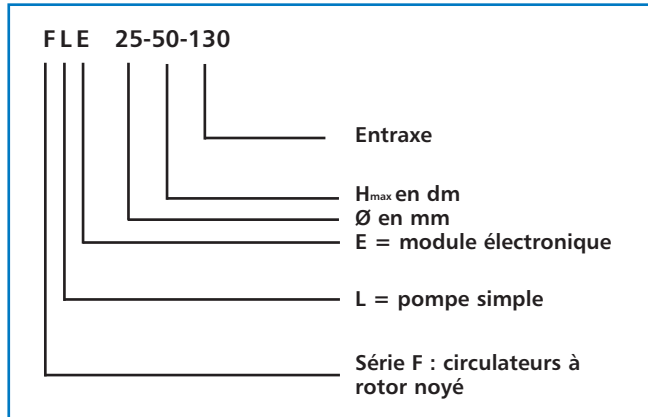 FLE 25-50-130
Entraxe
Hmax en dm
Ø en mm
E = module électronique
L = pompe simple
Série F : circulateurs à
rotor noyé